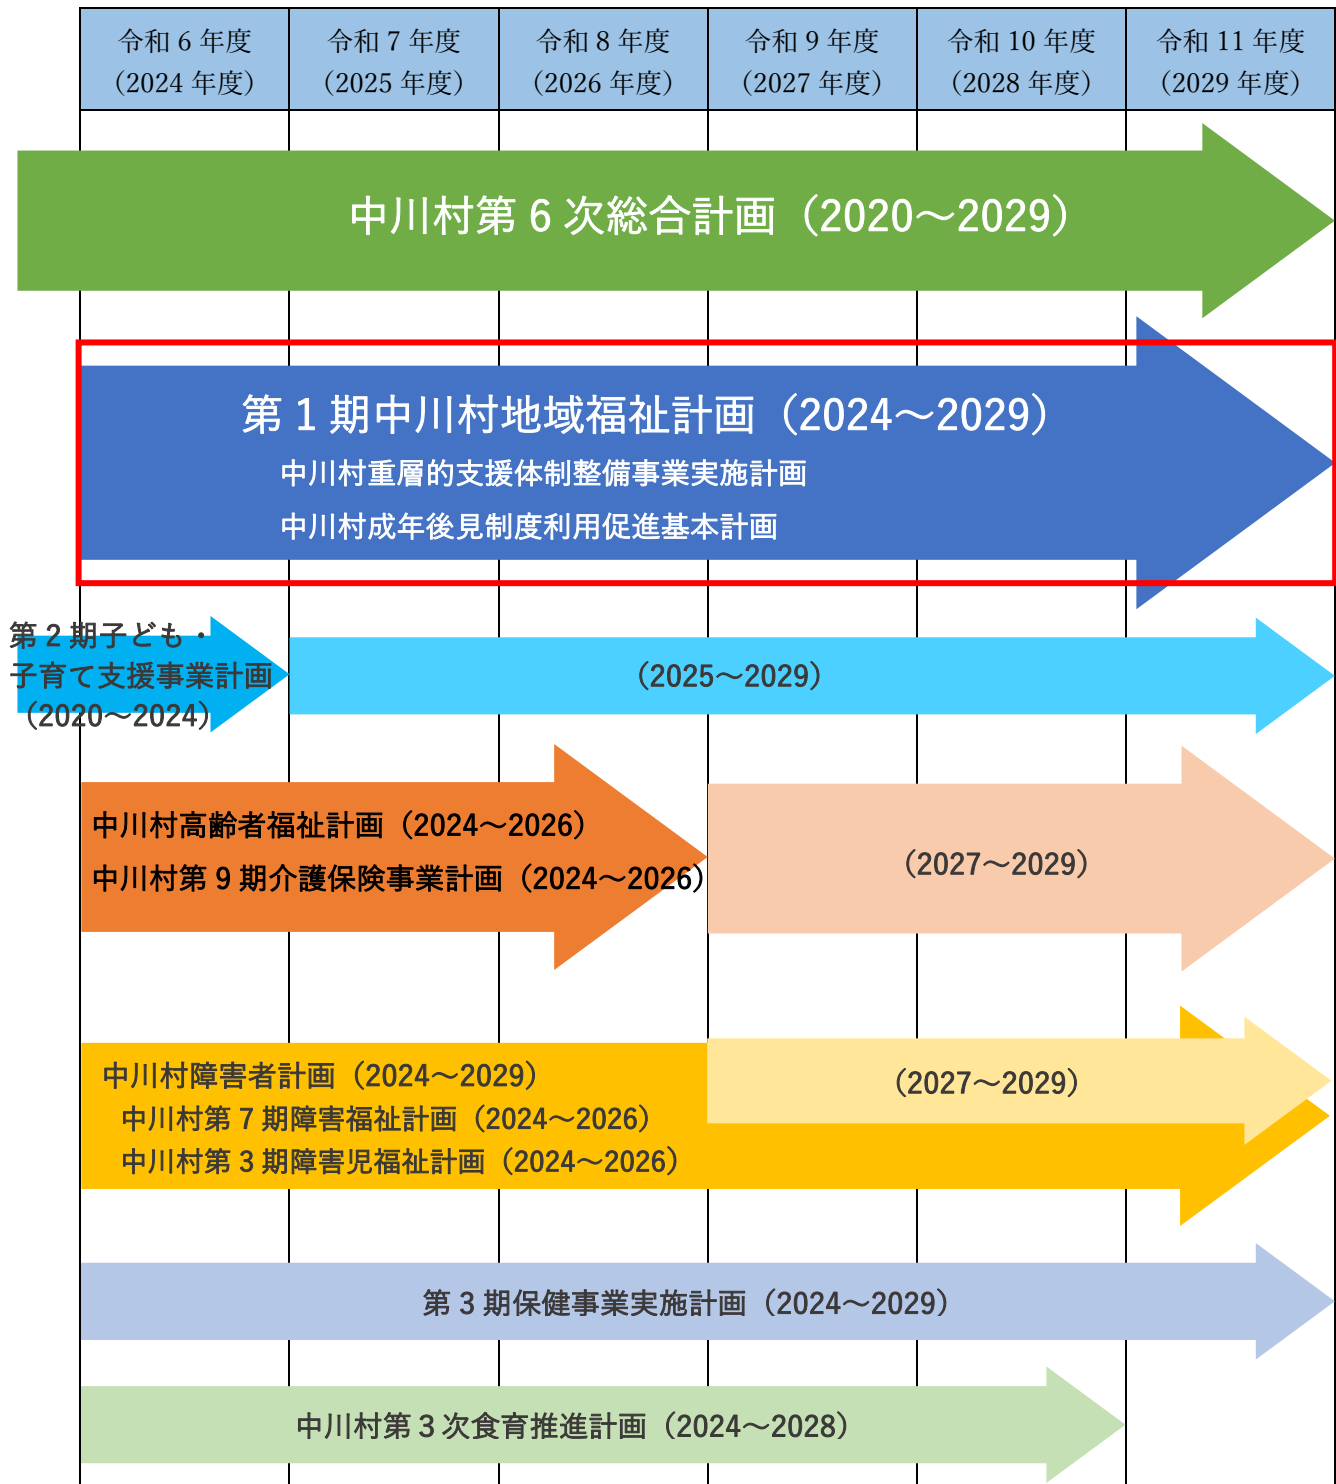 令和 6 年度
（2024 年度）
令和 7 年度
（2025 年度）
令和 8 年度
（2026 年度）
令和 9 年度
（2027 年度）
令和 10 年度
（2028 年度）
令和 11 年度
（2029 年度）
中川村第 6 次総合計画（2020～2029）
第 1 期中川村地域福祉計画（2024～2029）
中川村重層的支援体制整備事業実施計画
中川村成年後見制度利用促進基本計画
第 2 期子ども・
子育て支援事業計画
（2020～2024）
（2025～2029）
中川村高齢者福祉計画（2024～2026）
中川村第 9 期介護保険事業計画（2024～2026）
（2027～2029）
中川村障害者計画（2024～2029）
中川村第 7 期障害福祉計画（2024～2026）
中川村第 3 期障害児福祉計画（2024～2026）
（2027～2029）
第 3 期保健事業実施計画（2024～2029）
中川村第 3 次食育推進計画（2024～2028）